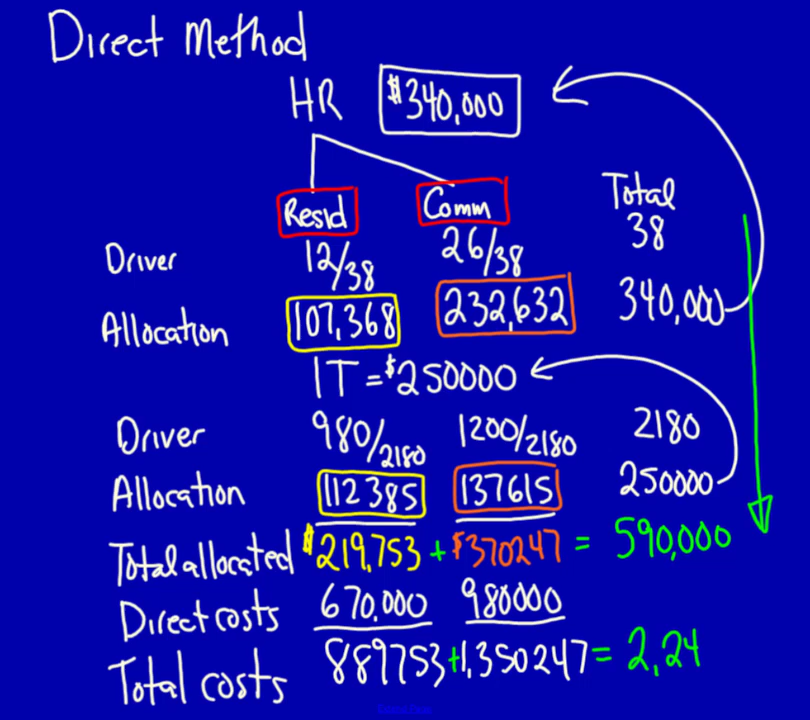 Direct Method
HR $340,000
Resid Comm Total
Driver 12/38 26/38 38
Allocation 107,368 232,632 340,000
IT = $250000
Driver 980/2180 1200/2180 2180
Allocation 112385 137615 250000
Total allocated $219,753 + $370247 = 590,000
Direct costs 670,000 980000
Total costs 889753 + 1,350247 = 2,24